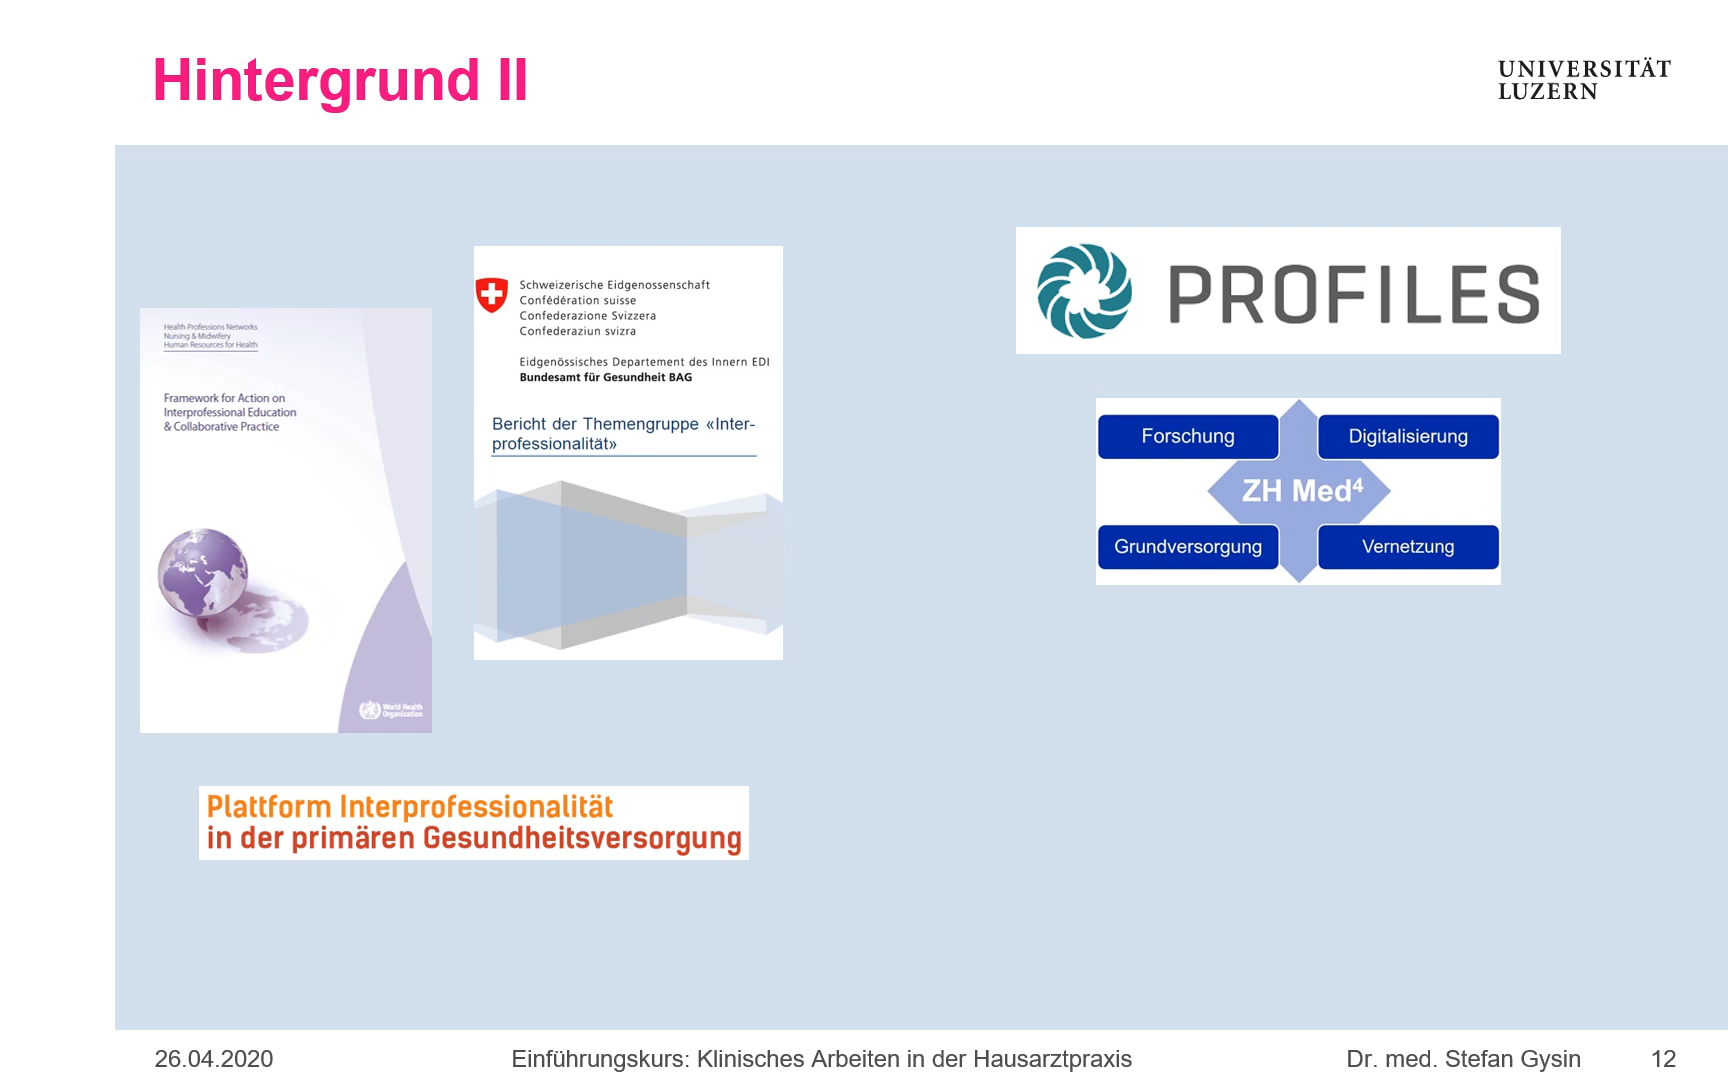 Hintergrund II
UNIVERSITÄT
LUZERN
Health Professions Networks
Nursing & Midwifery
Human Resources for Health
Framework for Action on
Interprofessional Education
& Collaborative Practice
World Health
Organization
Schweizerische Eidgenossenschaft
Confédération suisse
Confederazione Svizzera
Confederaziun svizra
Eidgenössisches Departement des Innern EDI
Bundesamt für Gesundheit BAG
Bericht der Themengruppe «Inter-
professionalität»
Plattform Interprofessionalität
in der primären Gesundheitsversorgung
PROFILES
Forschung
Digitalisierung
ZH Med⁴
Grundversorgung
Vernetzung
26.04.2020
Einführungskurs: Klinisches Arbeiten in der Hausarztpraxis
Dr. med. Stefan Gysin
12